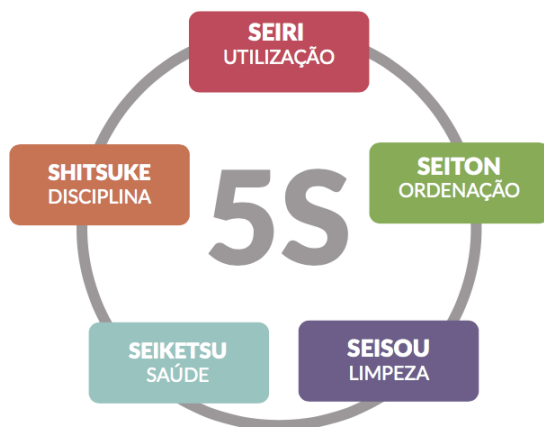 SEIRI
UTILIZAÇÃO
SHITSUKE
DISCIPLINA
5S
SEITON
ORDENAÇÃO
SEIKETSU
SAÚDE
SEISOU
LIMPEZA